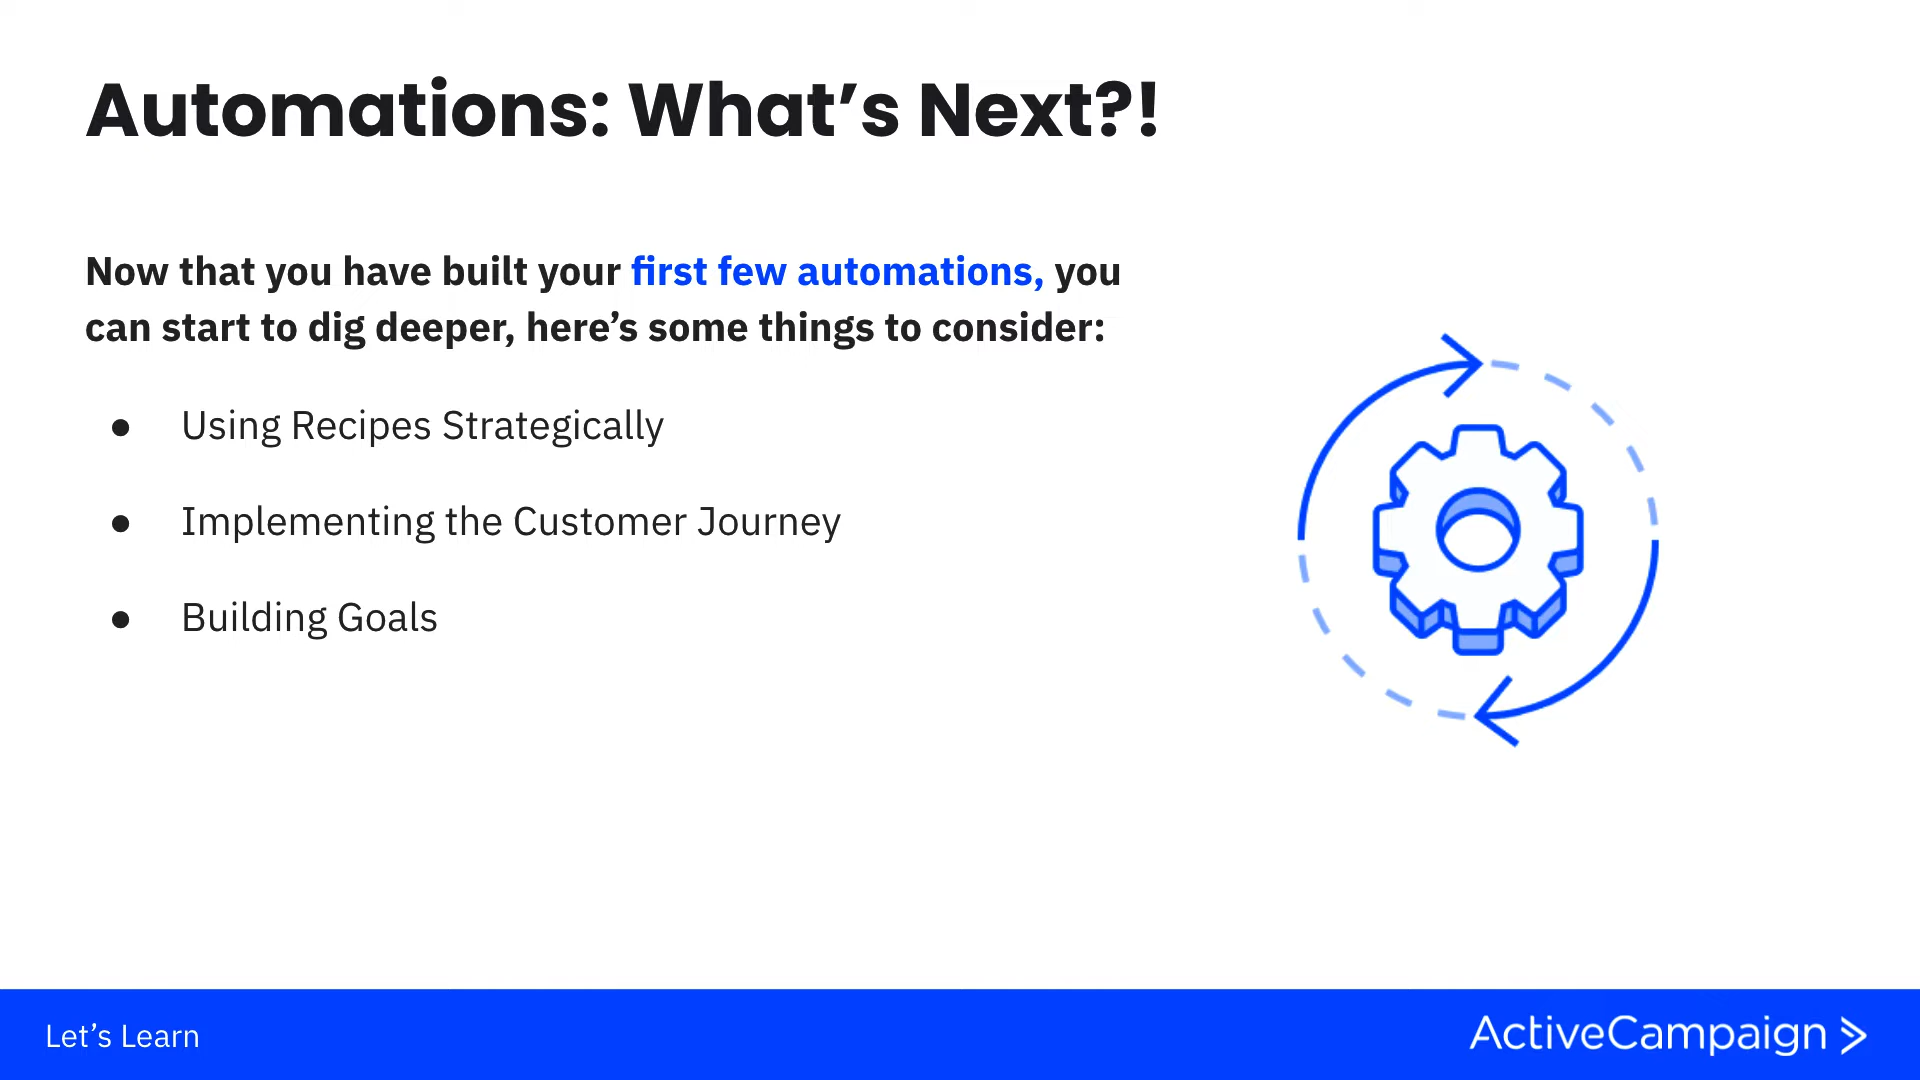 Automations: What’s Next?!
Now that you have built your first few automations, you
can start to dig deeper, here’s some things to consider:
● Using Recipes Strategically
● Implementing the Customer Journey
● Building Goals
Let’s Learn
ActiveCampaign